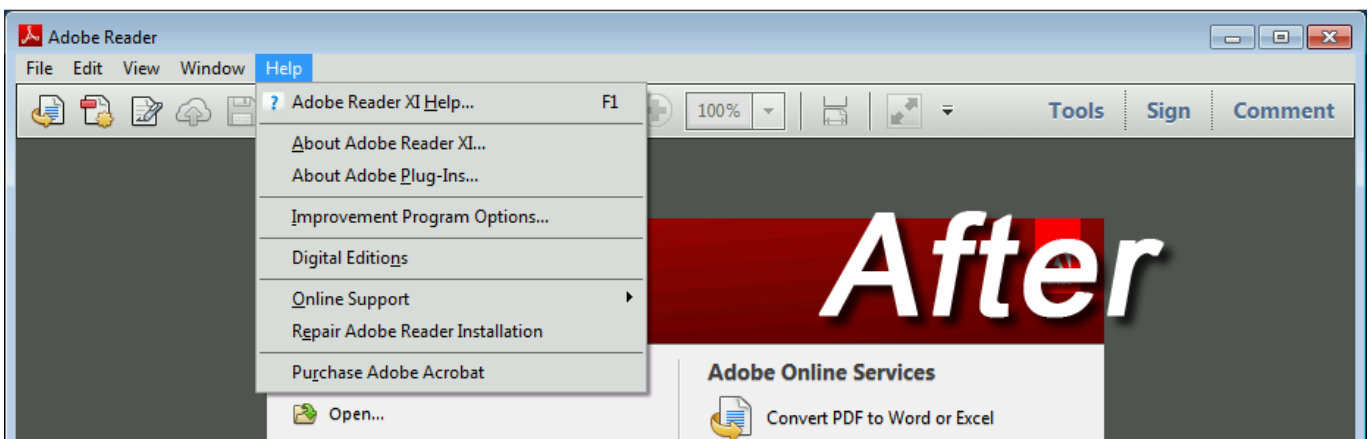 Adobe Reader
File Edit View Window Help
Adobe Reader XI Help... F1
100%
Tools Sign Comment
About Adobe Reader XI...
About Adobe Plug-Ins...
Improvement Program Options...
Digital Editions
Online Support
Repair Adobe Reader Installation
Purchase Adobe Acrobat
After
Open...
Adobe Online Services
Convert PDF to Word or Excel